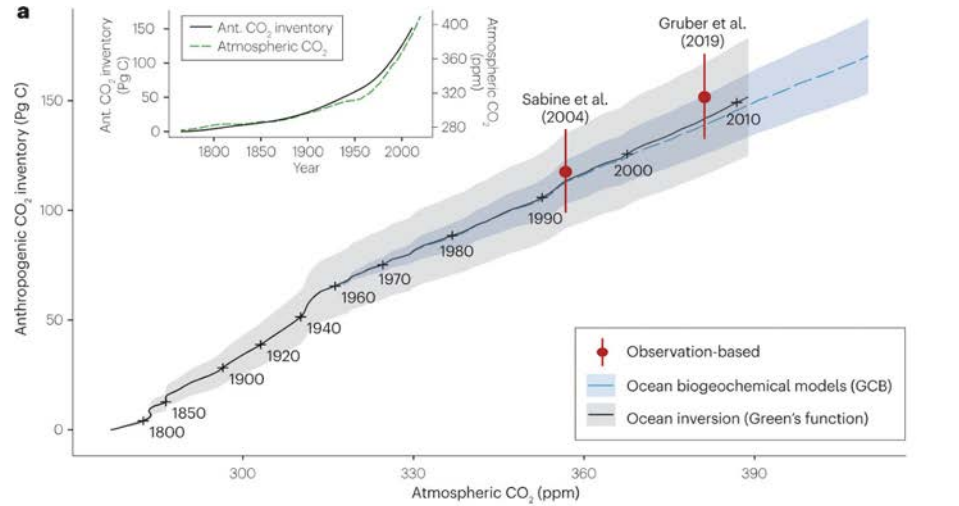 a
Ant. CO₂ inventory
(Pg C)
150
100
50
0
Ant. CO₂ inventory
Atmospheric CO₂
400
360
320
280
Atmospheric CO₂
(ppm)
1800
1850
1900
1950
2000
Year
Gruber et al.
(2019)
Sabine et al.
(2004)
Anthropogenic CO₂ inventory (Pg C)
150
100
50
0
2010
2000
1990
1980
1970
1960
1940
1920
1900
1850
1800
Observation-based
Ocean biogeochemical models (GCB)
Ocean inversion (Green's function)
300
330
360
390
Atmospheric CO₂ (ppm)